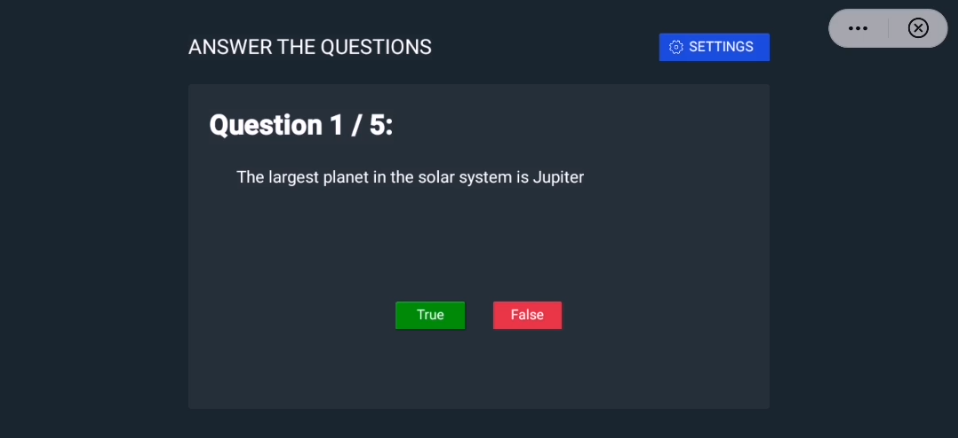 ANSWER THE QUESTIONS
SETTINGS
Question 1 / 5:
The largest planet in the solar system is Jupiter
True
False